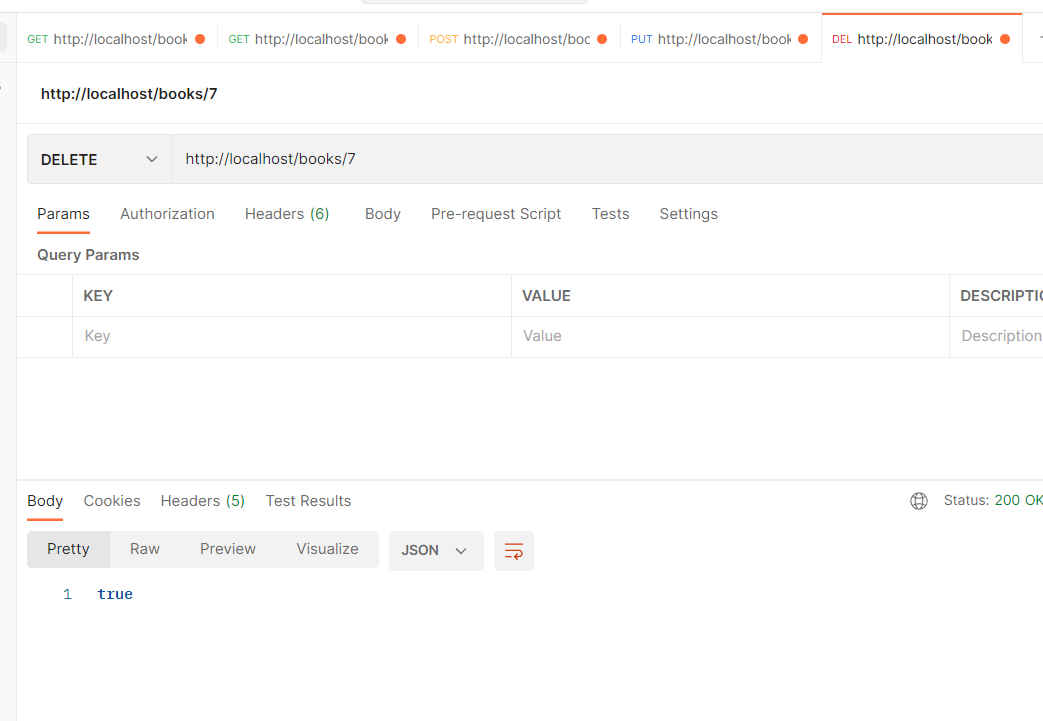 GET http://localhost/book GET http://localhost/book POST http://localhost/boo PUT http://localhost/book DEL http://localhost/book
http://localhost/books/7
DELETE http://localhost/books/7
Params Authorization Headers (6) Body Pre-request Script Tests Settings
Query Params
KEY VALUE DESCRIPTIO
Key Value Description
Body Cookies Headers (5) Test Results Status: 200 OK
Pretty Raw Preview Visualize JSON
1 true